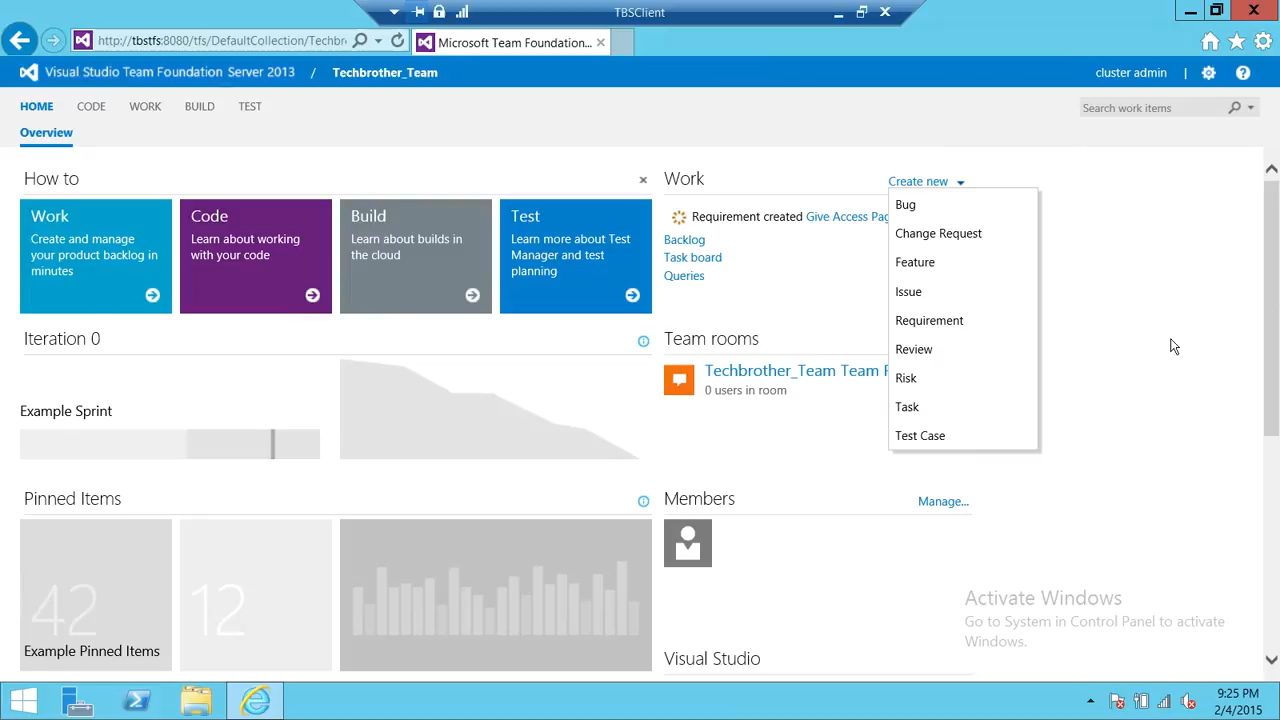 TBSClient
http://tbstfs:8080/tfs/DefaultCollection/Techbr
Microsoft Team Foundation...
Visual Studio Team Foundation Server 2013 / Techbrother_Team
cluster admin |
HOME CODE WORK BUILD TEST
Search work items
Overview
How to
Work
Create and manage
your product backlog in
minutes
Code
Learn about working
with your code
Build
Learn about builds in
the cloud
Test
Learn more about Test
Manager and test
planning
Work
Create new
Requirement created Give Access Pag
Backlog
Task board
Queries
Bug
Change Request
Feature
Issue
Requirement
Review
Risk
Task
Test Case
Iteration 0
Example Sprint
Team rooms
Techbrother_Team Team
0 users in room
Pinned Items
42
12
Example Pinned Items
Members
Manage...
Visual Studio
Activate Windows
Go to System in Control Panel to activate
Windows.
9:25 PM
2/4/2015